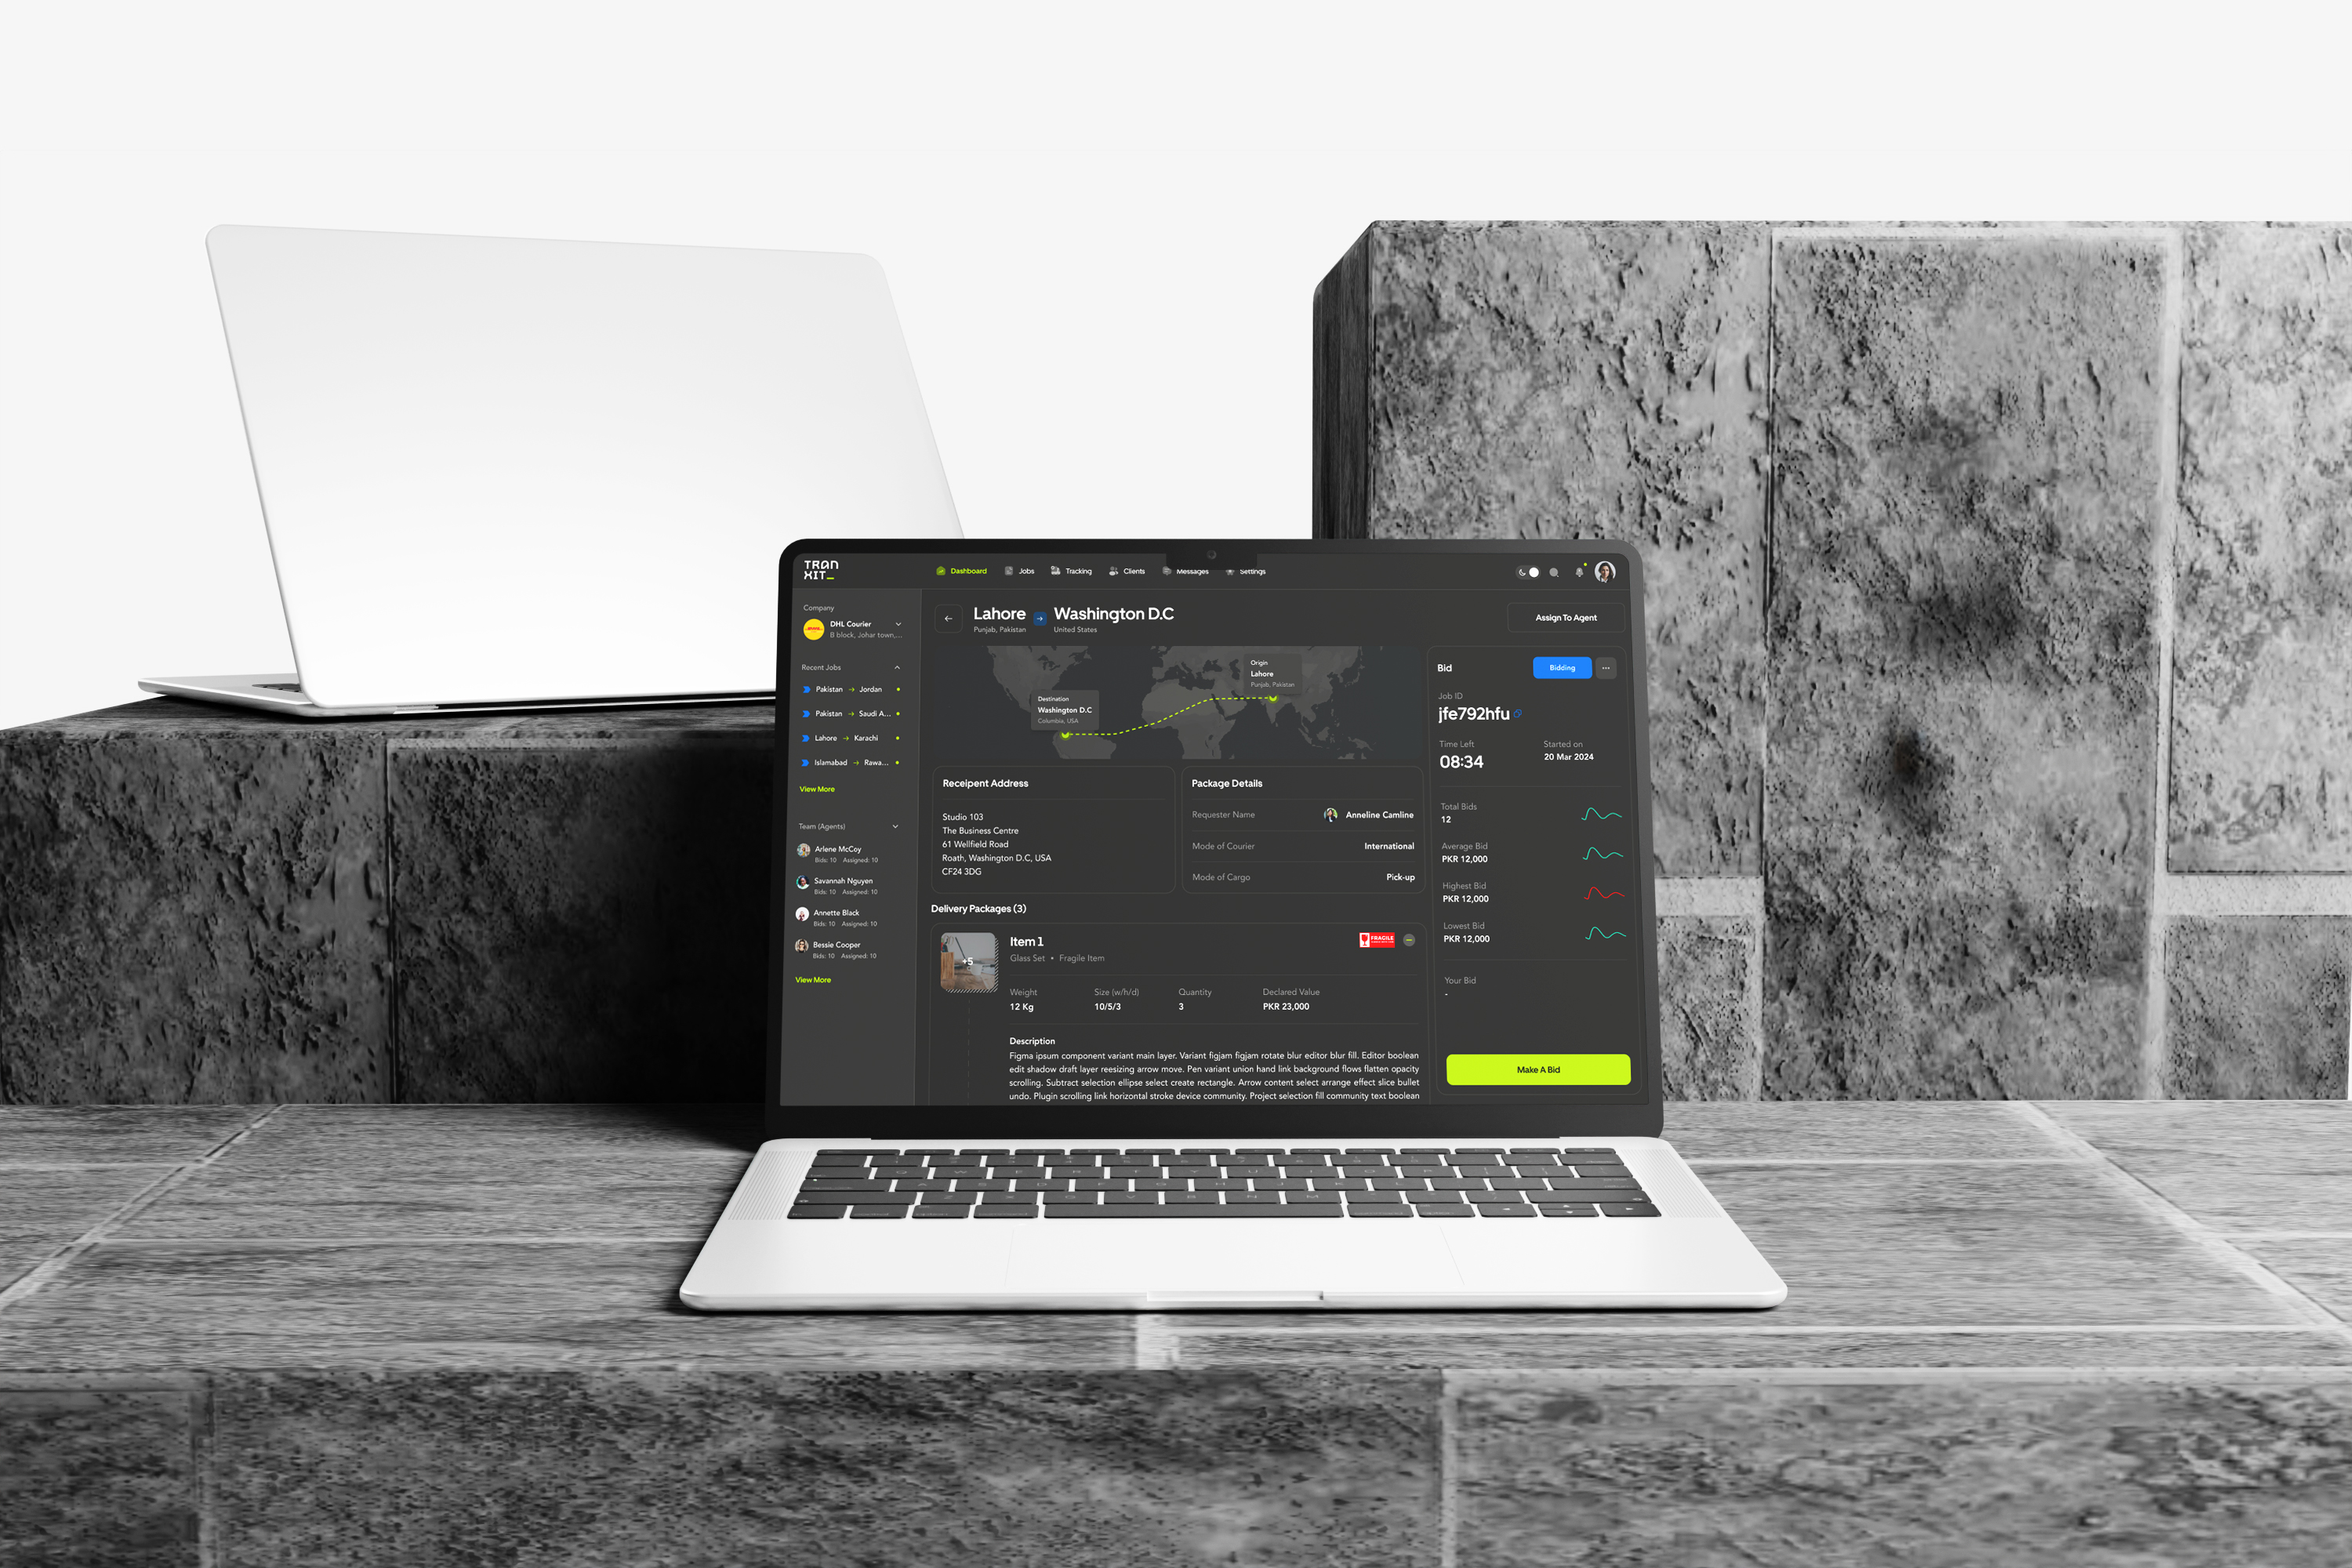 TRAN
XIT_
Dashboard
Jobs
Tracking
Clients
Messages
Settings
Company
DHL Courier
B block, Johar town,...
Recent Jobs
Pakistan → Jordan
Pakistan → Saudi A...
Lahore → Karachi
Islamabad → Rawa...
View More
Team (Agents)
Arlene McCoy
Bids: 10 Assigned: 10
Savannah Nguyen
Bids: 10 Assigned: 10
Annette Black
Bids: 10 Assigned: 10
Bessie Cooper
Bids: 10 Assigned: 10
View More
Lahore → Washington D.C
Punjab, Pakistan United States
Assign To Agent
Origin
Lahore
Punjab, Pakistan
Destination
Washington D.C
Columbia, USA
Receipent Address
Studio 103
The Business Centre
61 Wellfield Road
Roath, Washington D.C, USA
CF24 3DG
Package Details
Requester Name Anneline Camline
Mode of Courier International
Mode of Cargo Pick-up
Delivery Packages (3)
+5
Item 1
Glass Set • Fragile Item
FRAGILE
Weight Size (w/h/d) Quantity Declared Value
12 Kg 10/5/3 3 PKR 23,000
Description
Figma ipsum component variant main layer. Variant figjam figjam rotate blur editor blur fill. Editor boolean
edit shadow draft layer reesizing arrow move. Pen variant union hand link background flows flatten opacity
scrolling. Subtract selection ellipse select create rectangle. Arrow content select arrange effect slice bullet
undo. Plugin scrolling link horizontal stroke device community. Project selection fill community text boolean
Bid
Bidding
...
Job ID
jfe792hfu
Time Left Started on
08:34 20 Mar 2024
Total Bids
12
Average Bid
PKR 12,000
Highest Bid
PKR 12,000
Lowest Bid
PKR 12,000
Your Bid
-
Make A Bid